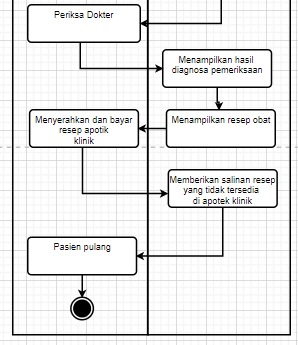 Periksa Dokter
Menampilkan hasil
diagnosa pemeriksaan
Menyerahkan dan bayar
resep apotik
klinik
Menampilkan resep obat
Memberikan salinan resep
yang tidak tersedia
di apotek klinik
Pasien pulang